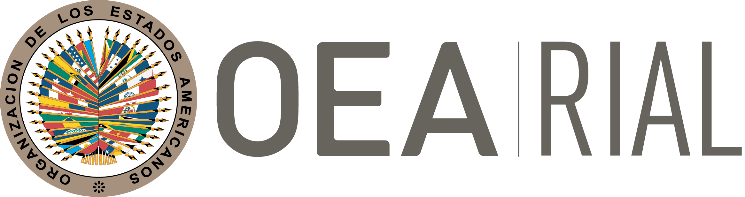 ORGANIZACION DE LOS ESTADOS AMERICANOS
OEA RIAL